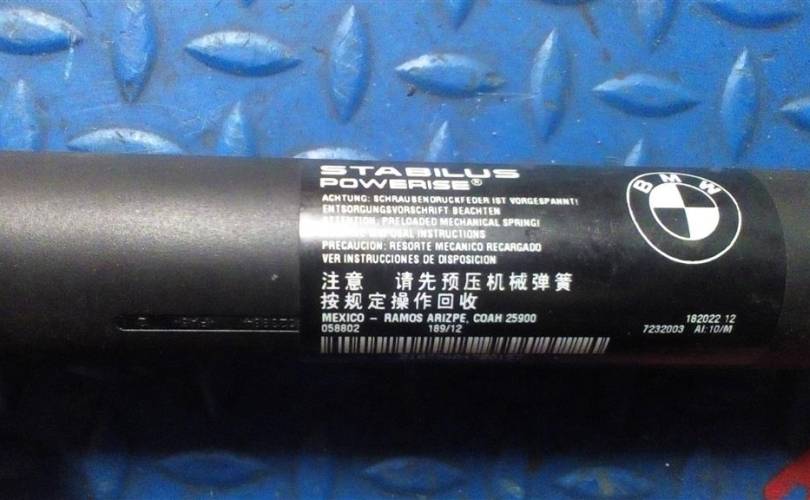 STABILUS
POWERISE®
ACHTUNG: SCHRAUBENDRUCKFEDER IST VORGESPANNT!
ENTSORGUNGSVORSCHRIFT BEACHTEN
ATTENTION: PRELOADED MECHANICAL SPRING!
DISPOSAL INSTRUCTIONS
PRECAUCION: RESORTE MECANICO RECARGADO
VER INSTRUCCIONES DE DISPOSICION
注意 请先预压机械弹簧
按规定操作回收
MEXICO - RAMOS ARIZPE, COAH 25900
058802 189/12
BMW
182022 12
7232003 AI:10/M